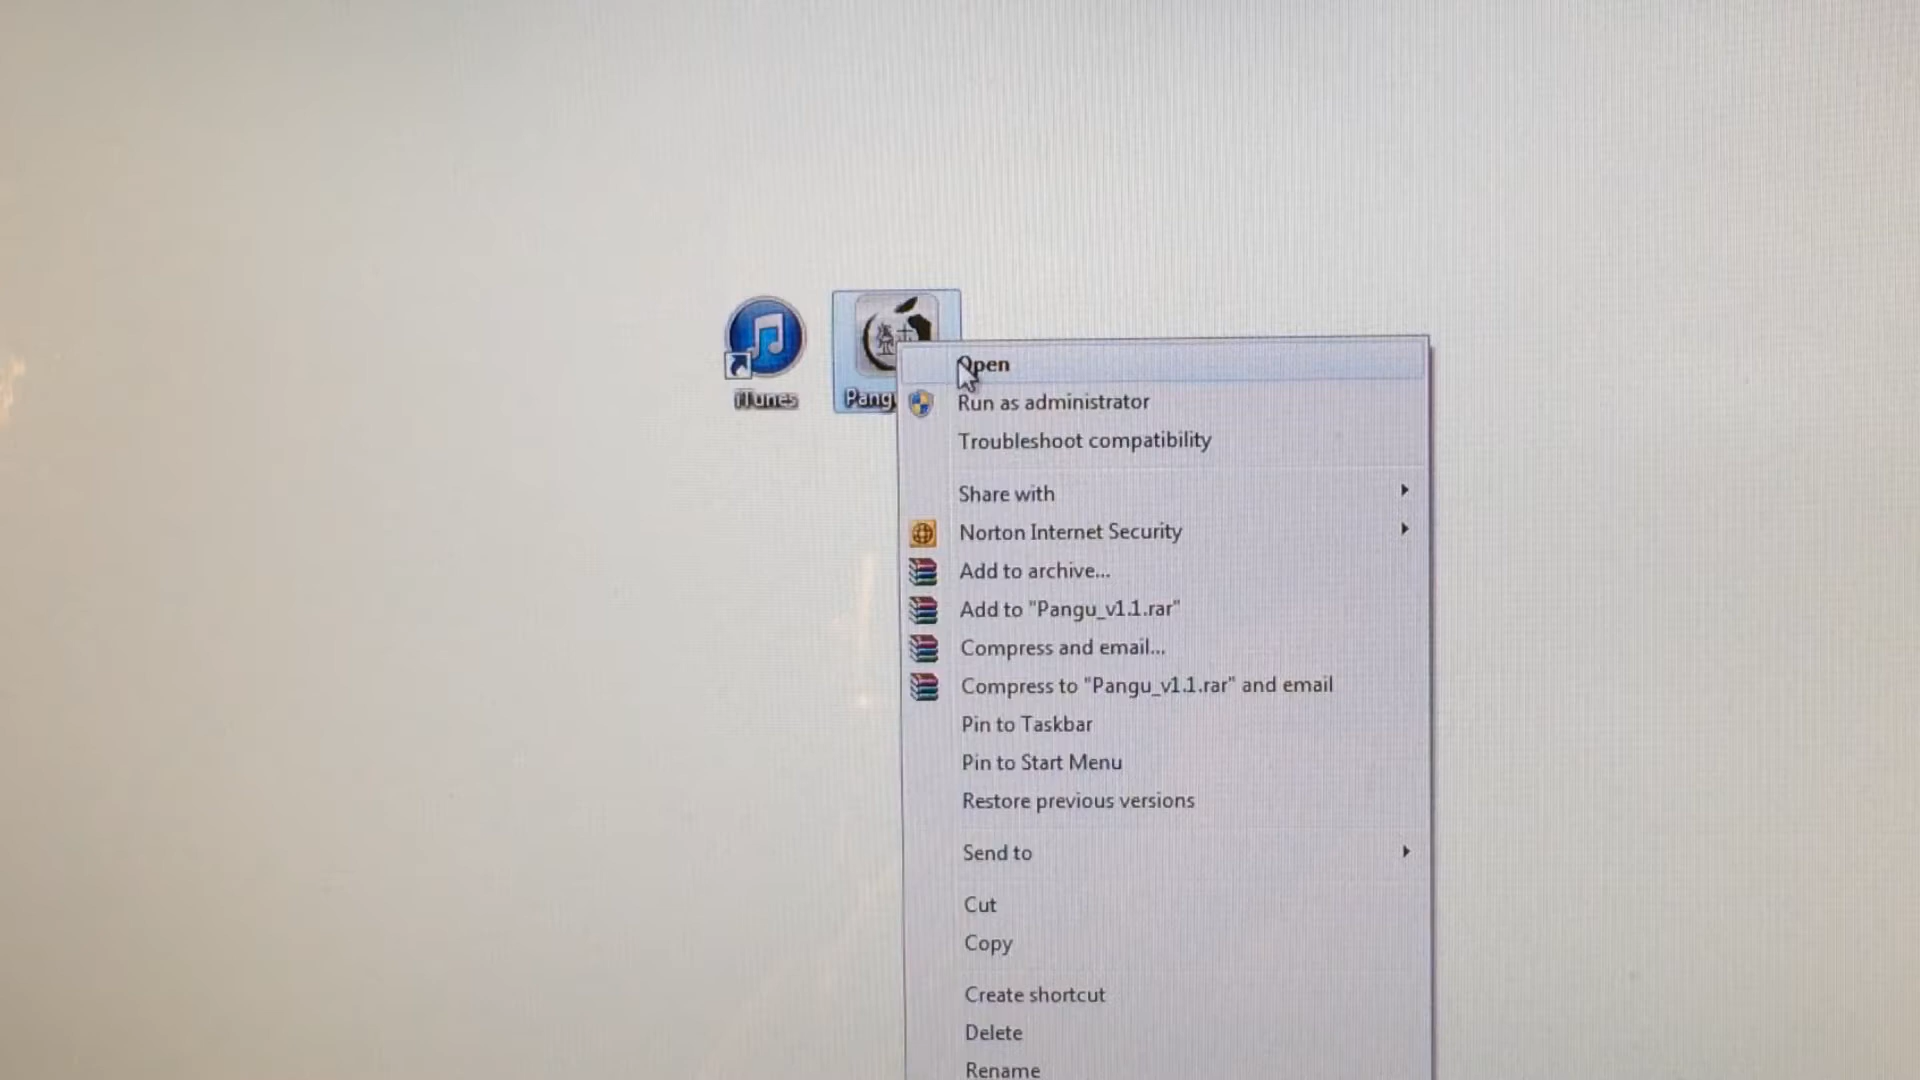 iTunes
Pang
Open
Run as administrator
Troubleshoot compatibility
Share with
Norton Internet Security
Add to archive...
Add to "Pangu_v1.1.rar"
Compress and email...
Compress to "Pangu_v1.1.rar" and email
Pin to Taskbar
Pin to Start Menu
Restore previous versions
Send to
Cut
Copy
Create shortcut
Delete
Rename